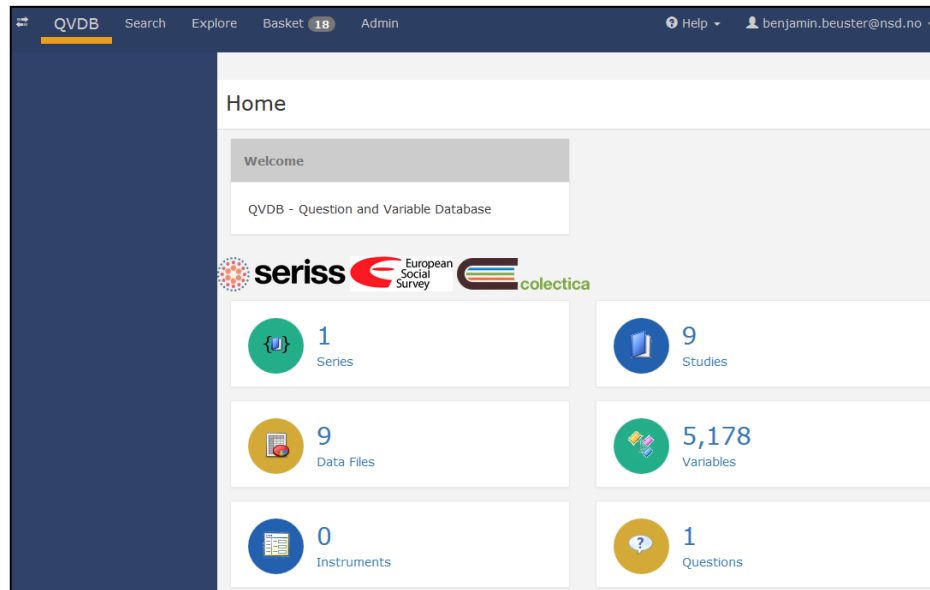 QVDB Search Explore Basket 18 Admin Help benjamin.beuster@nsd.no
Home
Welcome
QVDB - Question and Variable Database
seriss
European
Social
Survey
colectica
1
Series
9
Studies
9
Data Files
5,178
Variables
0
Instruments
1
Questions